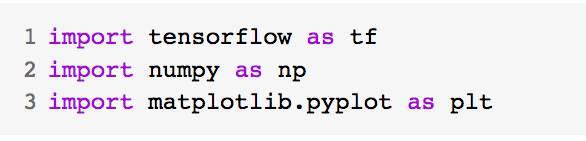 1 import tensorflow as tf
2 import numpy as np
3 import matplotlib.pyplot as plt